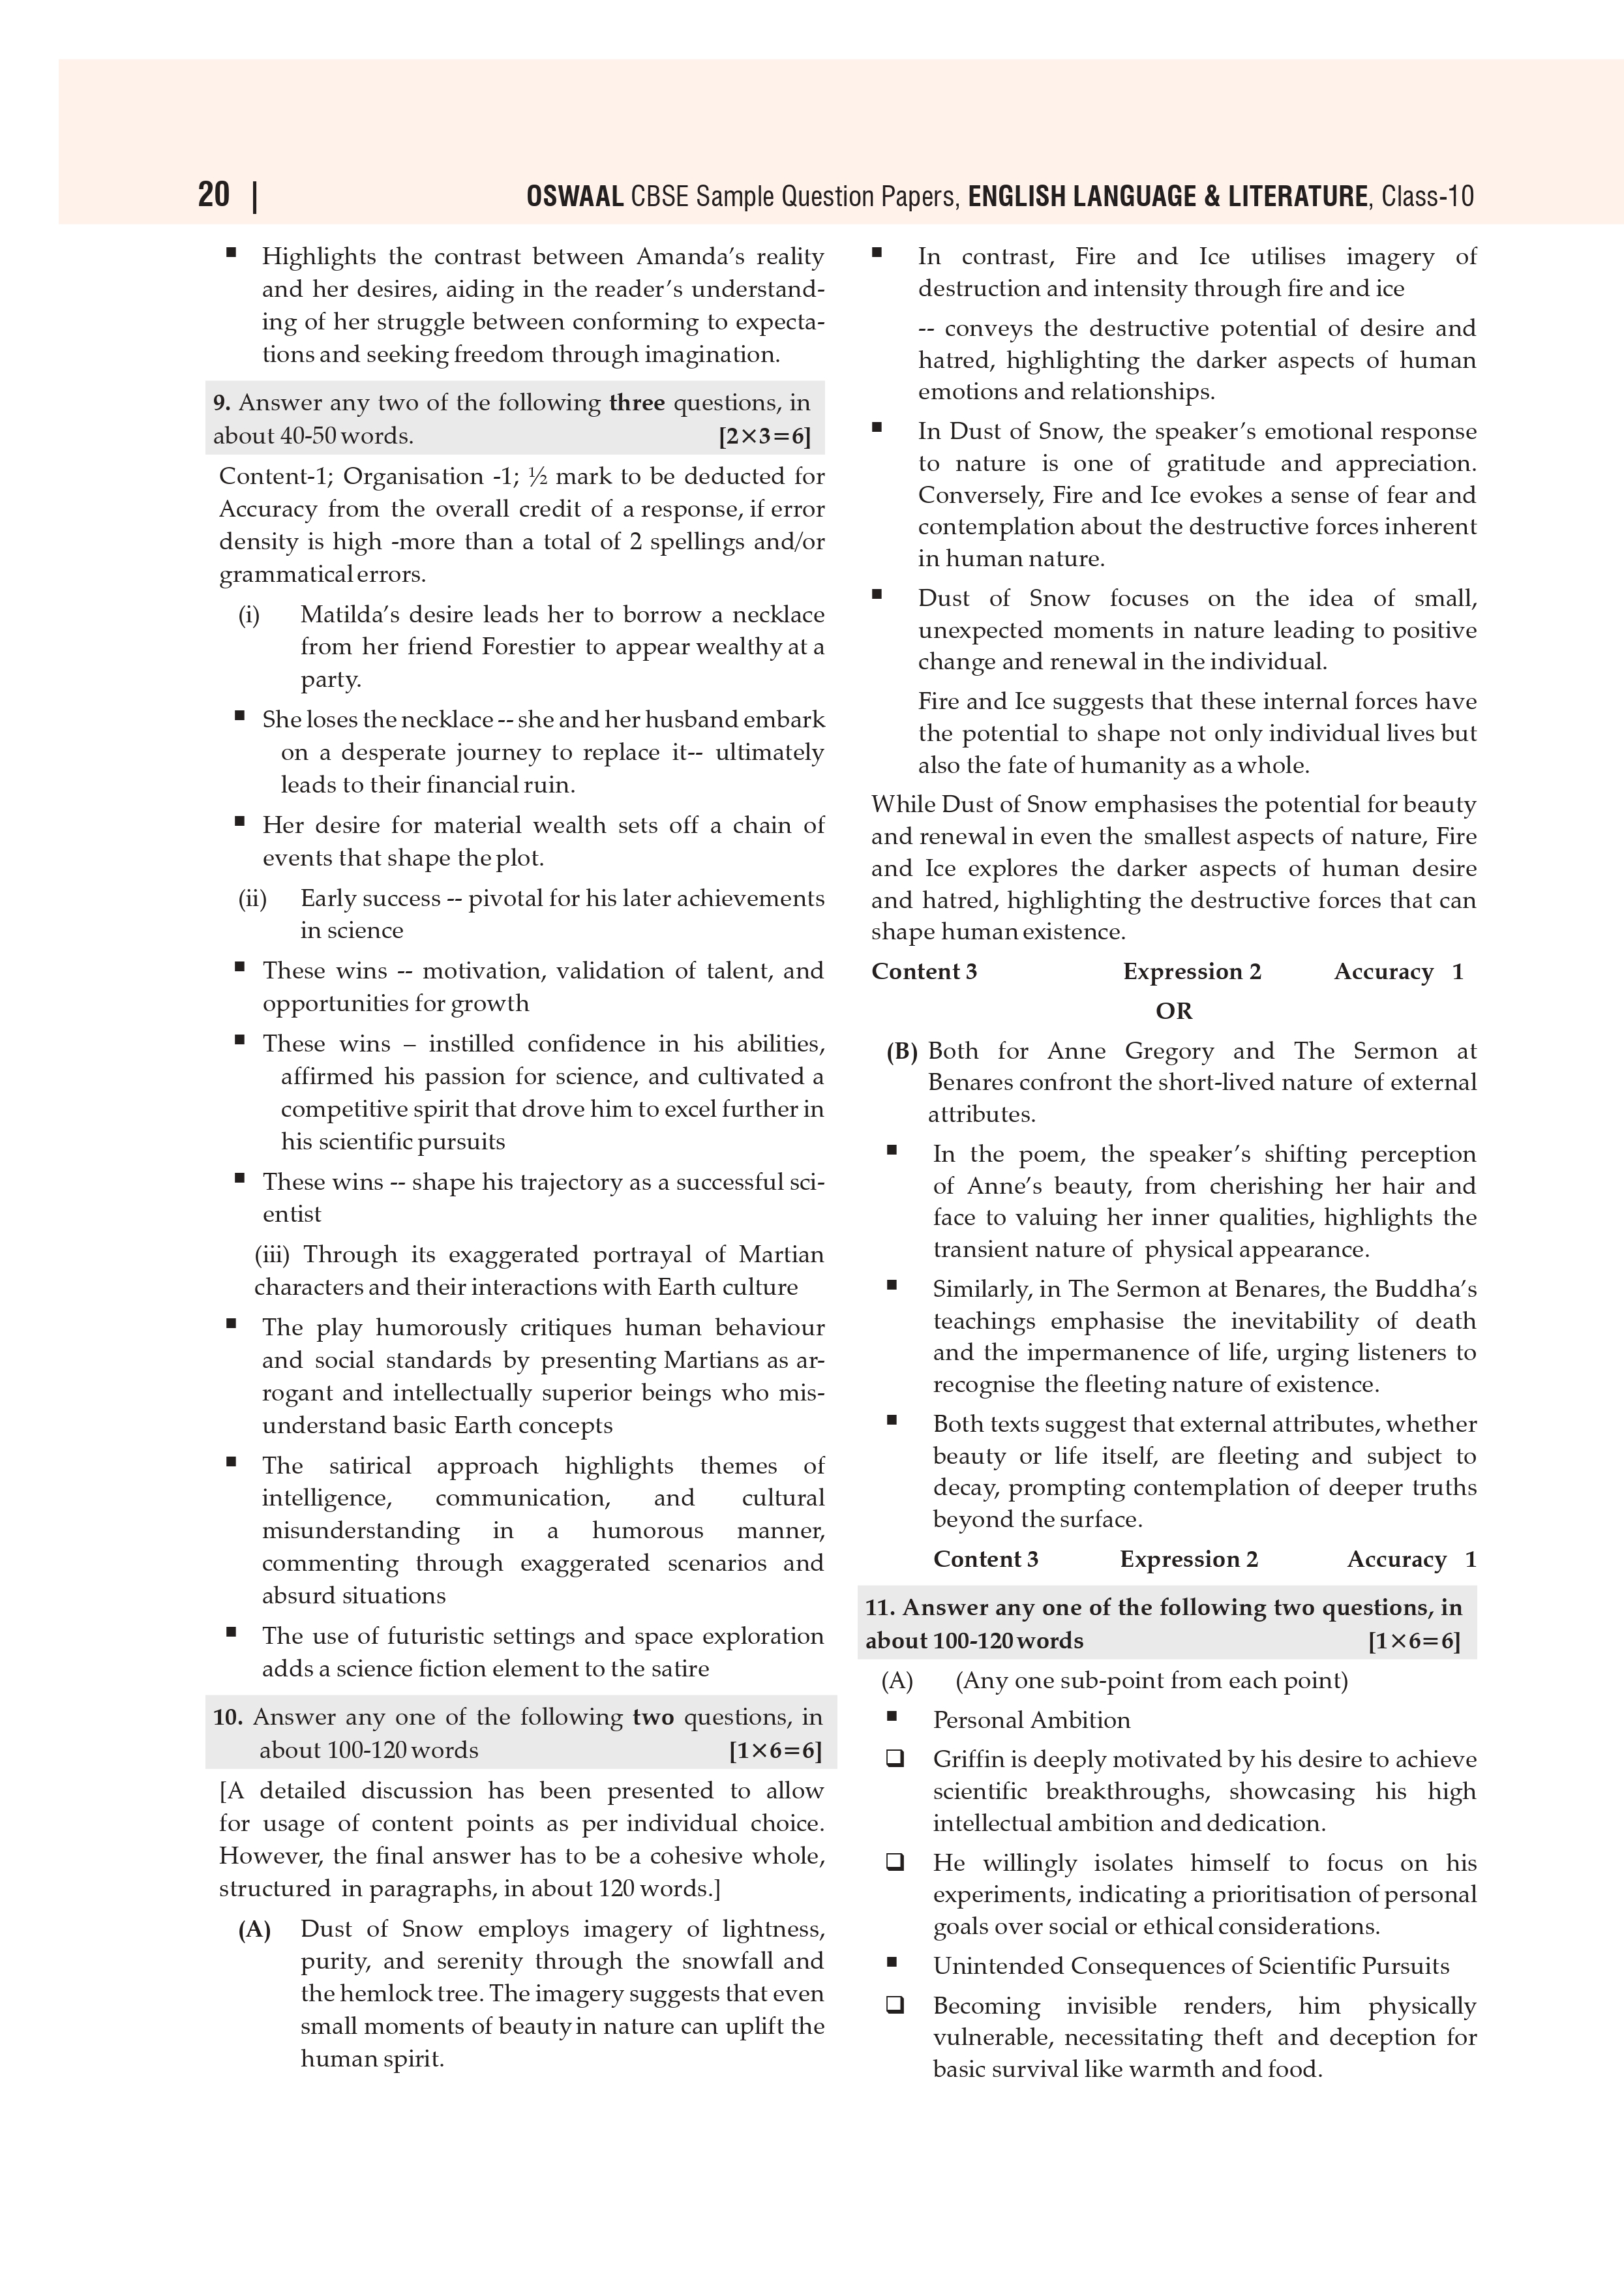 20 |
OSWAAL CBSE Sample Question Papers, ENGLISH LANGUAGE & LITERATURE, Class-10
▪ Highlights the contrast between Amanda’s reality
and her desires, aiding in the reader’s understand-
ing of her struggle between conforming to expecta-
tions and seeking freedom through imagination.
9. Answer any two of the following three questions, in
about 40-50 words. [2×3=6]
Content-1; Organisation -1; ½ mark to be deducted for
Accuracy from the overall credit of a response, if error
density is high -more than a total of 2 spellings and/or
grammatical errors.
(i) Matilda’s desire leads her to borrow a necklace
from her friend Forestier to appear wealthy at a
party.
▪ She loses the necklace -- she and her husband embark
on a desperate journey to replace it-- ultimately
leads to their financial ruin.
▪ Her desire for material wealth sets off a chain of
events that shape the plot.
(ii) Early success -- pivotal for his later achievements
in science
▪ These wins -- motivation, validation of talent, and
opportunities for growth
▪ These wins – instilled confidence in his abilities,
affirmed his passion for science, and cultivated a
competitive spirit that drove him to excel further in
his scientific pursuits
▪ These wins -- shape his trajectory as a successful sci-
entist
(iii) Through its exaggerated portrayal of Martian
characters and their interactions with Earth culture
▪ The play humorously critiques human behaviour
and social standards by presenting Martians as ar-
rogant and intellectually superior beings who mis-
understand basic Earth concepts
▪ The satirical approach highlights themes of
intelligence, communication, and cultural
misunderstanding in a humorous manner,
commenting through exaggerated scenarios and
absurd situations
▪ The use of futuristic settings and space exploration
adds a science fiction element to the satire
10. Answer any one of the following two questions, in
about 100-120 words [1×6=6]
[A detailed discussion has been presented to allow
for usage of content points as per individual choice.
However, the final answer has to be a cohesive whole,
structured in paragraphs, in about 120 words.]
(A) Dust of Snow employs imagery of lightness,
purity, and serenity through the snowfall and
the hemlock tree. The imagery suggests that even
small moments of beauty in nature can uplift the
human spirit.
▪ In contrast, Fire and Ice utilises imagery of
destruction and intensity through fire and ice
-- conveys the destructive potential of desire and
hatred, highlighting the darker aspects of human
emotions and relationships.
▪ In Dust of Snow, the speaker’s emotional response
to nature is one of gratitude and appreciation.
Conversely, Fire and Ice evokes a sense of fear and
contemplation about the destructive forces inherent
in human nature.
▪ Dust of Snow focuses on the idea of small,
unexpected moments in nature leading to positive
change and renewal in the individual.
Fire and Ice suggests that these internal forces have
the potential to shape not only individual lives but
also the fate of humanity as a whole.
While Dust of Snow emphasises the potential for beauty
and renewal in even the smallest aspects of nature, Fire
and Ice explores the darker aspects of human desire
and hatred, highlighting the destructive forces that can
shape human existence.
Content 3 Expression 2 Accuracy 1
OR
(B) Both for Anne Gregory and The Sermon at
Benares confront the short-lived nature of external
attributes.
▪ In the poem, the speaker’s shifting perception
of Anne’s beauty, from cherishing her hair and
face to valuing her inner qualities, highlights the
transient nature of physical appearance.
▪ Similarly, in The Sermon at Benares, the Buddha’s
teachings emphasise the inevitability of death
and the impermanence of life, urging listeners to
recognise the fleeting nature of existence.
▪ Both texts suggest that external attributes, whether
beauty or life itself, are fleeting and subject to
decay, prompting contemplation of deeper truths
beyond the surface.
Content 3 Expression 2 Accuracy 1
11. Answer any one of the following two questions, in
about 100-120 words [1×6=6]
(A) (Any one sub-point from each point)
▪ Personal Ambition
❑ Griffin is deeply motivated by his desire to achieve
scientific breakthroughs, showcasing his high
intellectual ambition and dedication.
❑ He willingly isolates himself to focus on his
experiments, indicating a prioritisation of personal
goals over social or ethical considerations.
▪ Unintended Consequences of Scientific Pursuits
❑ Becoming invisible renders, him physically
vulnerable, necessitating theft and deception for
basic survival like warmth and food.